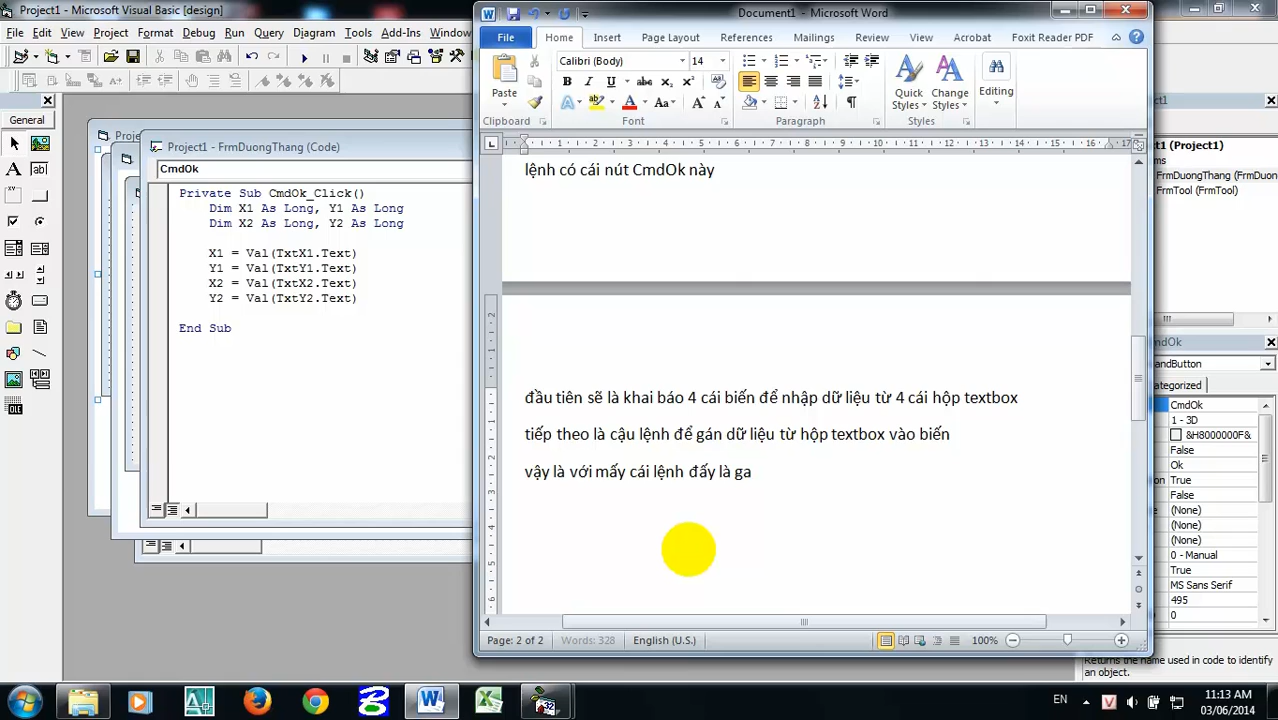 Project1 - Microsoft Visual Basic [design]
File Edit View Project Format Debug Run Query Diagram Tools Add-Ins Window
General
Project1 - FrmDuongThang (Code)
CmdOk
Private Sub CmdOk_Click()
Dim X1 As Long, Y1 As Long
Dim X2 As Long, Y2 As Long
X1 = Val(TxtX1.Text)
Y1 = Val(TxtY1.Text)
X2 = Val(TxtX2.Text)
Y2 = Val(TxtY2.Text)
End Sub
Document1 - Microsoft Word
File Home Insert Page Layout References Mailings Review View Acrobat Foxit Reader PDF
Calibri (Body) 14
Paste
Quick Styles
Change Styles
Editing
Clipboard Font Paragraph Styles
lệnh có cái nút CmdOk này
đầu tiên sẽ là khai báo 4 cái biến để nhập dữ liệu từ 4 cái hộp textbox
tiếp theo là cậu lệnh để gán dữ liệu từ hộp textbox vào biến
vậy là với mấy cái lệnh đấy là ga
Page: 2 of 2 Words: 328 English (U.S.) 100%
(Project1)
FrmDuongThang (FrmDuon
FrmTool (FrmTool)
CmdOk
CmdOk
1 - 3D
&H8000000F&
False
Ok
True
False
(None)
(None)
(None)
0 - Manual
True
MS Sans Serif
495
0
Returns the name used in code to identify
an object.
EN
11:13 AM
03/06/2014